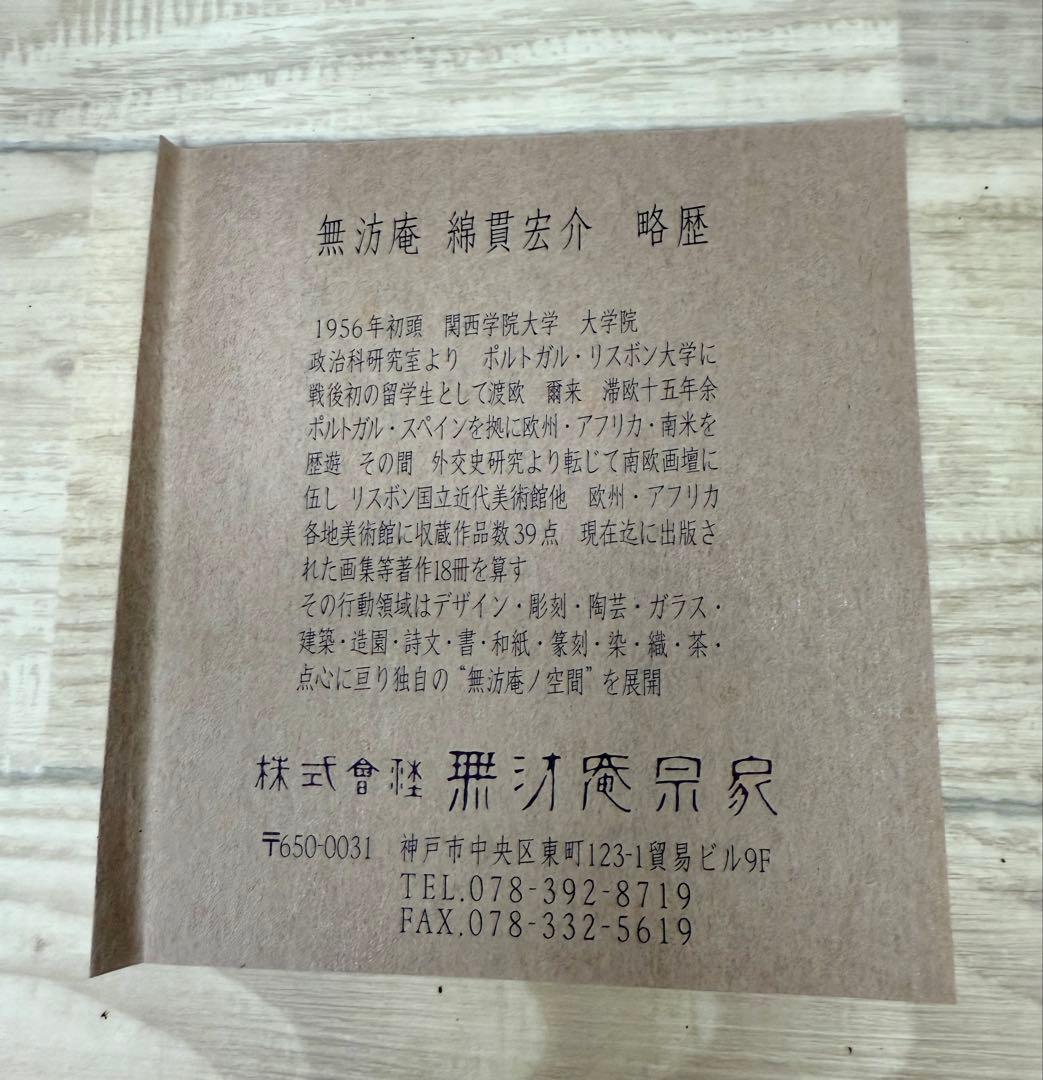 無汸庵 綿貫宏介　略歴
1956年初頭　関西学院大学　大学院
政治科研究室より　ポルトガル・リスボン大学に
戦後初の留学生として渡欧　爾来　滞欧十五年余
ポルトガル・スペインを拠に欧州・アフリカ・南米を
歴遊　その間　外交史研究より転じて南欧画壇に
伍し リスボン国立近代美術館他　欧州・アフリカ
各地美術館に収蔵作品数39点　現在迄に出版さ
れた画集等著作18冊を算す
その行動領域はデザイン・彫刻・陶芸・ガラス・
建築・造園・詩文・書・和紙・篆刻・染・織・茶・
点心に亘り独自の “無汸庵ノ空間” を展開
株式會社 無汸庵宗家
〒650-0031　神戸市中央区東町123-1貿易ビル9F
TEL.078-392-8719
FAX.078-332-5619